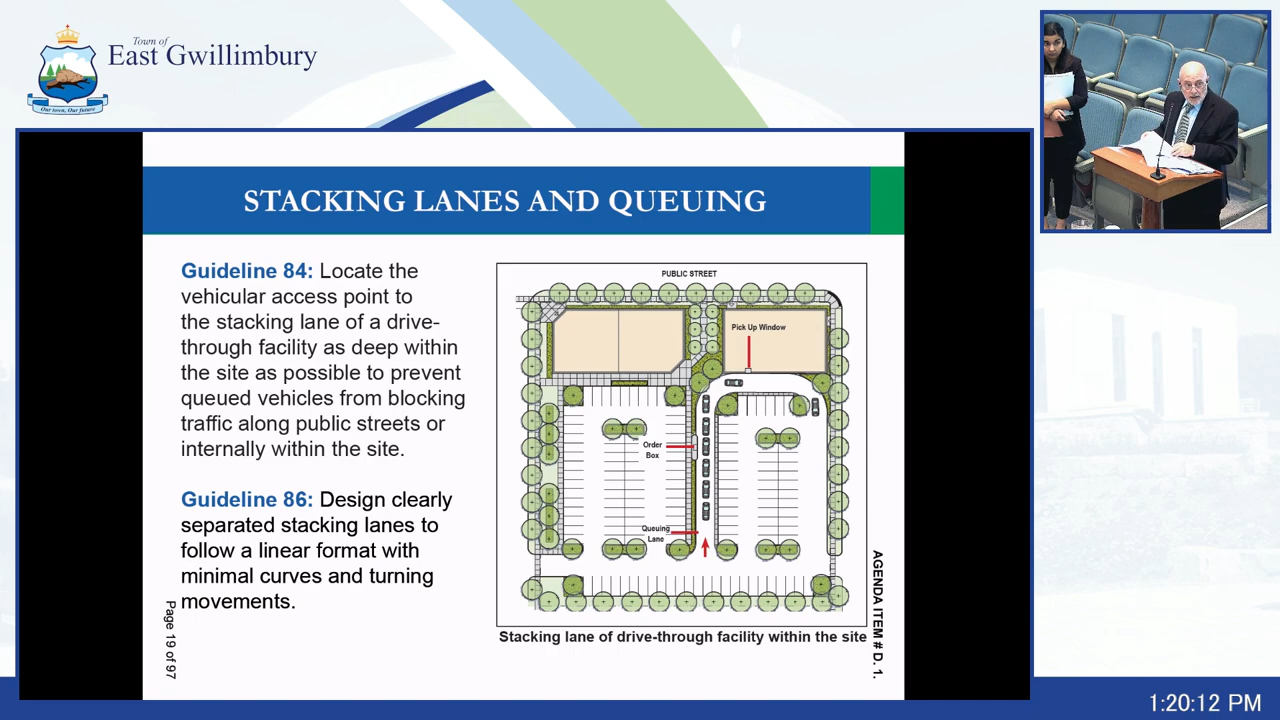 Town of
East Gwillimbury
Our town, Our future
STACKING LANES AND QUEUING
Guideline 84: Locate the
vehicular access point to
the stacking lane of a drive-
through facility as deep within
the site as possible to prevent
queued vehicles from blocking
traffic along public streets or
internally within the site.
Guideline 86: Design clearly
separated stacking lanes to
follow a linear format with
minimal curves and turning
movements.
PUBLIC STREET
Pick Up Window
Order
Box
Queuing
Lane
Stacking lane of drive-through facility within the site
Page 19 of 97
AGENDA ITEM # D. 1.
1:20:12 PM